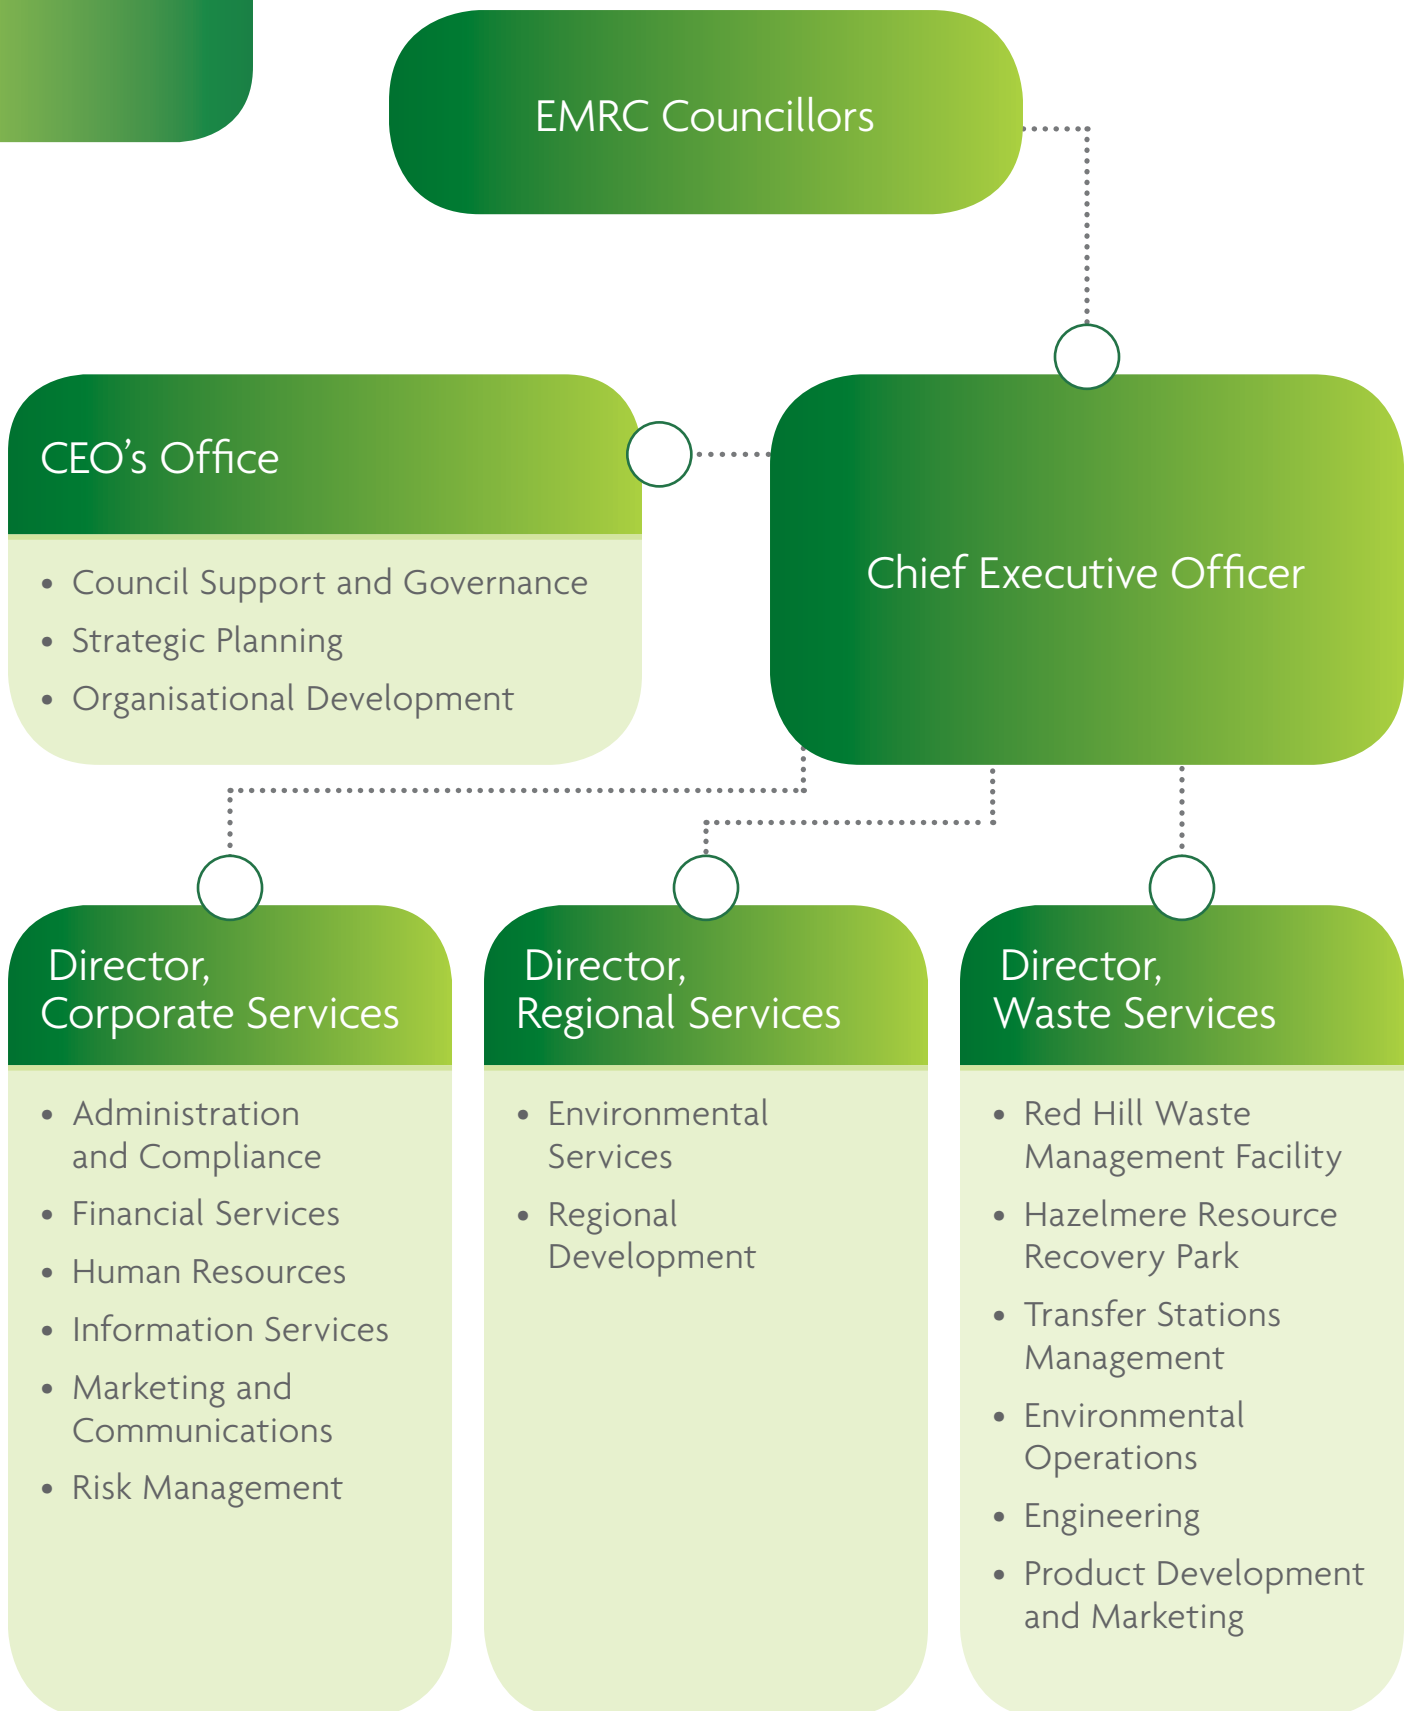 EMRC Councillors
CEO's Office
• Council Support and Governance
• Strategic Planning
• Organisational Development
Chief Executive Officer
Director,
Corporate Services
• Administration
and Compliance
• Financial Services
• Human Resources
• Information Services
• Marketing and
Communications
• Risk Management
Director,
Regional Services
• Environmental
Services
• Regional
Development
Director,
Waste Services
• Red Hill Waste
Management Facility
• Hazelmere Resource
Recovery Park
• Transfer Stations
Management
• Environmental
Operations
• Engineering
• Product Development
and Marketing